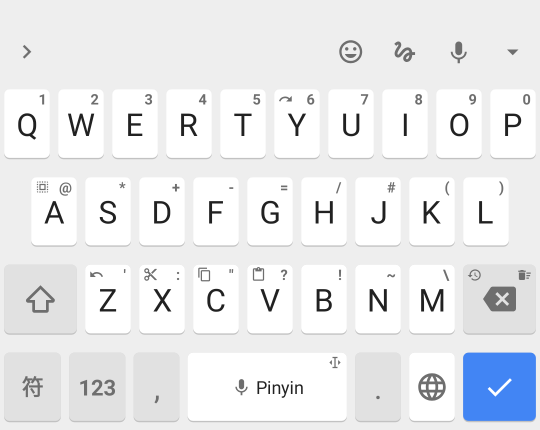 1 2 3 4 5 6 7 8 9 0
Q W E R T Y U I O P
@ * + - = / # ( )
A S D F G H J K L
' : " ? ! ~ \
Z X C V B N M
符 123 , Pinyin .